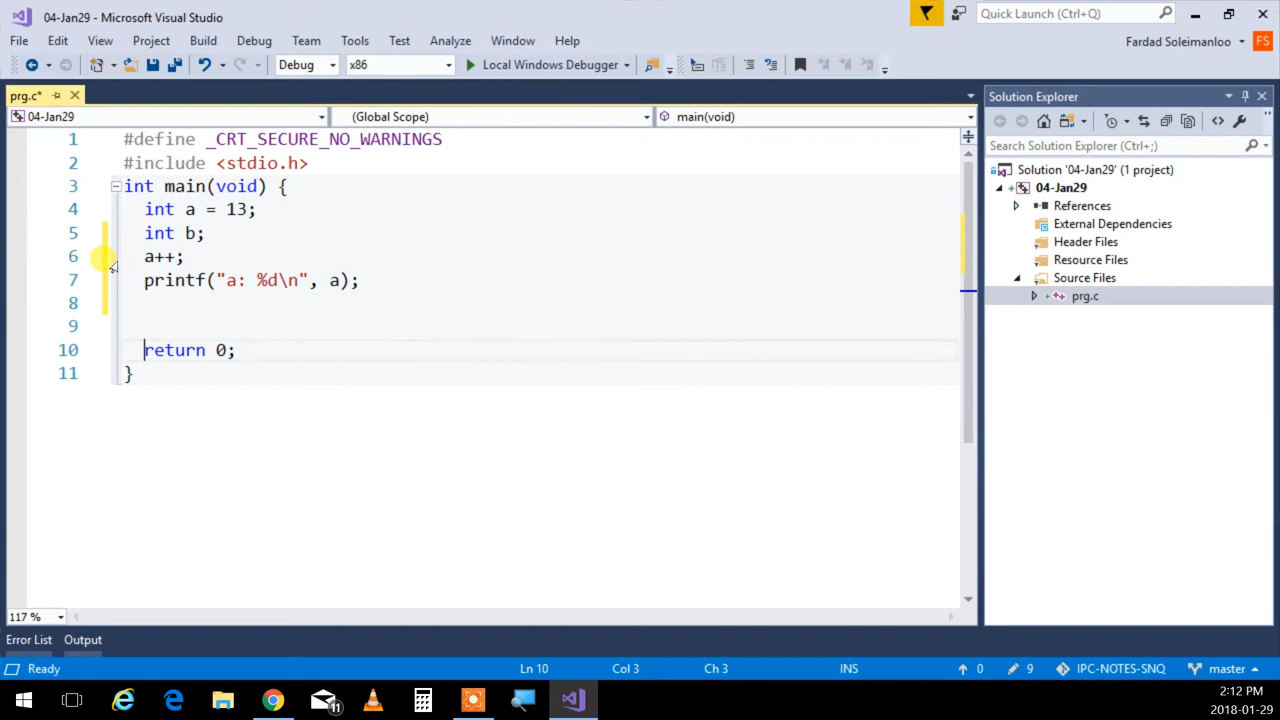 04-Jan29 - Microsoft Visual Studio
Quick Launch (Ctrl+Q)
File Edit View Project Build Debug Team Tools Test Analyze Window Help
Fardad Soleimanloo FS
Debug x86 Local Windows Debugger
prg.c*
Solution Explorer
04-Jan29 (Global Scope) main(void)
Search Solution Explorer (Ctrl+;)
1 #define _CRT_SECURE_NO_WARNINGS
2 #include <stdio.h>
3 int main(void) {
4 int a = 13;
5 int b;
6 a++;
7 printf("a: %d\n", a);
8
9
10 return 0;
11 }
Solution '04-Jan29' (1 project)
04-Jan29
References
External Dependencies
Header Files
Resource Files
Source Files
prg.c
117 %
Error List Output
Ready Ln 10 Col 3 Ch 3 INS 0 9 IPC-NOTES-SNQ master
11
2:12 PM
2018-01-29